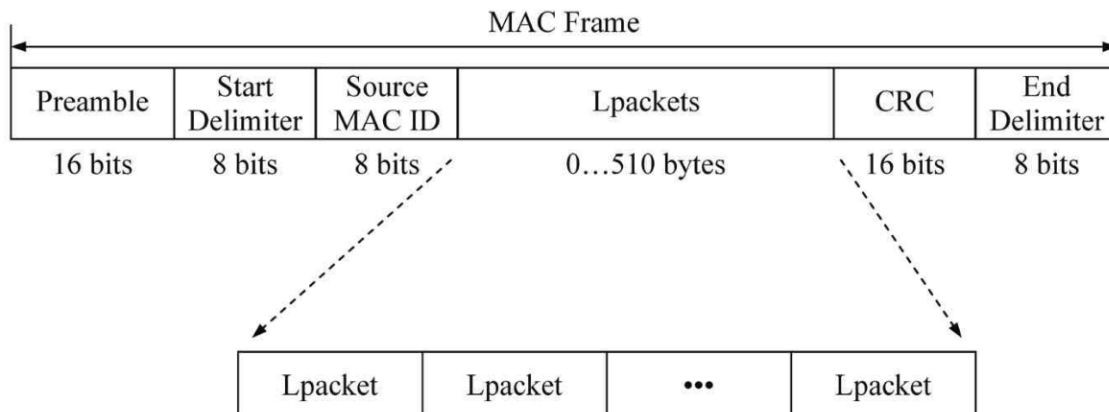 MAC Frame
Preamble
Start
Delimiter
Source
MAC ID
Lpackets
CRC
End
Delimiter
16 bits
8 bits
8 bits
0…510 bytes
16 bits
8 bits
Lpacket
Lpacket
•••
Lpacket